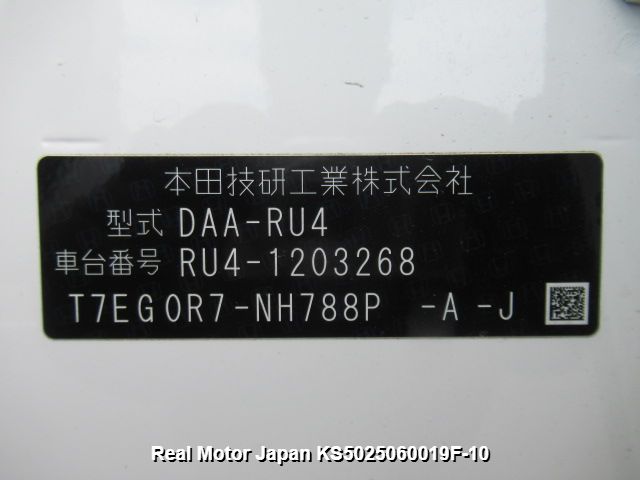 本田技研工業株式会社
型式 DAA-RU4
車台番号 RU4-1203268
T7EG0R7-NH788P -A -J
Real Motor Japan KS5025060019F-10